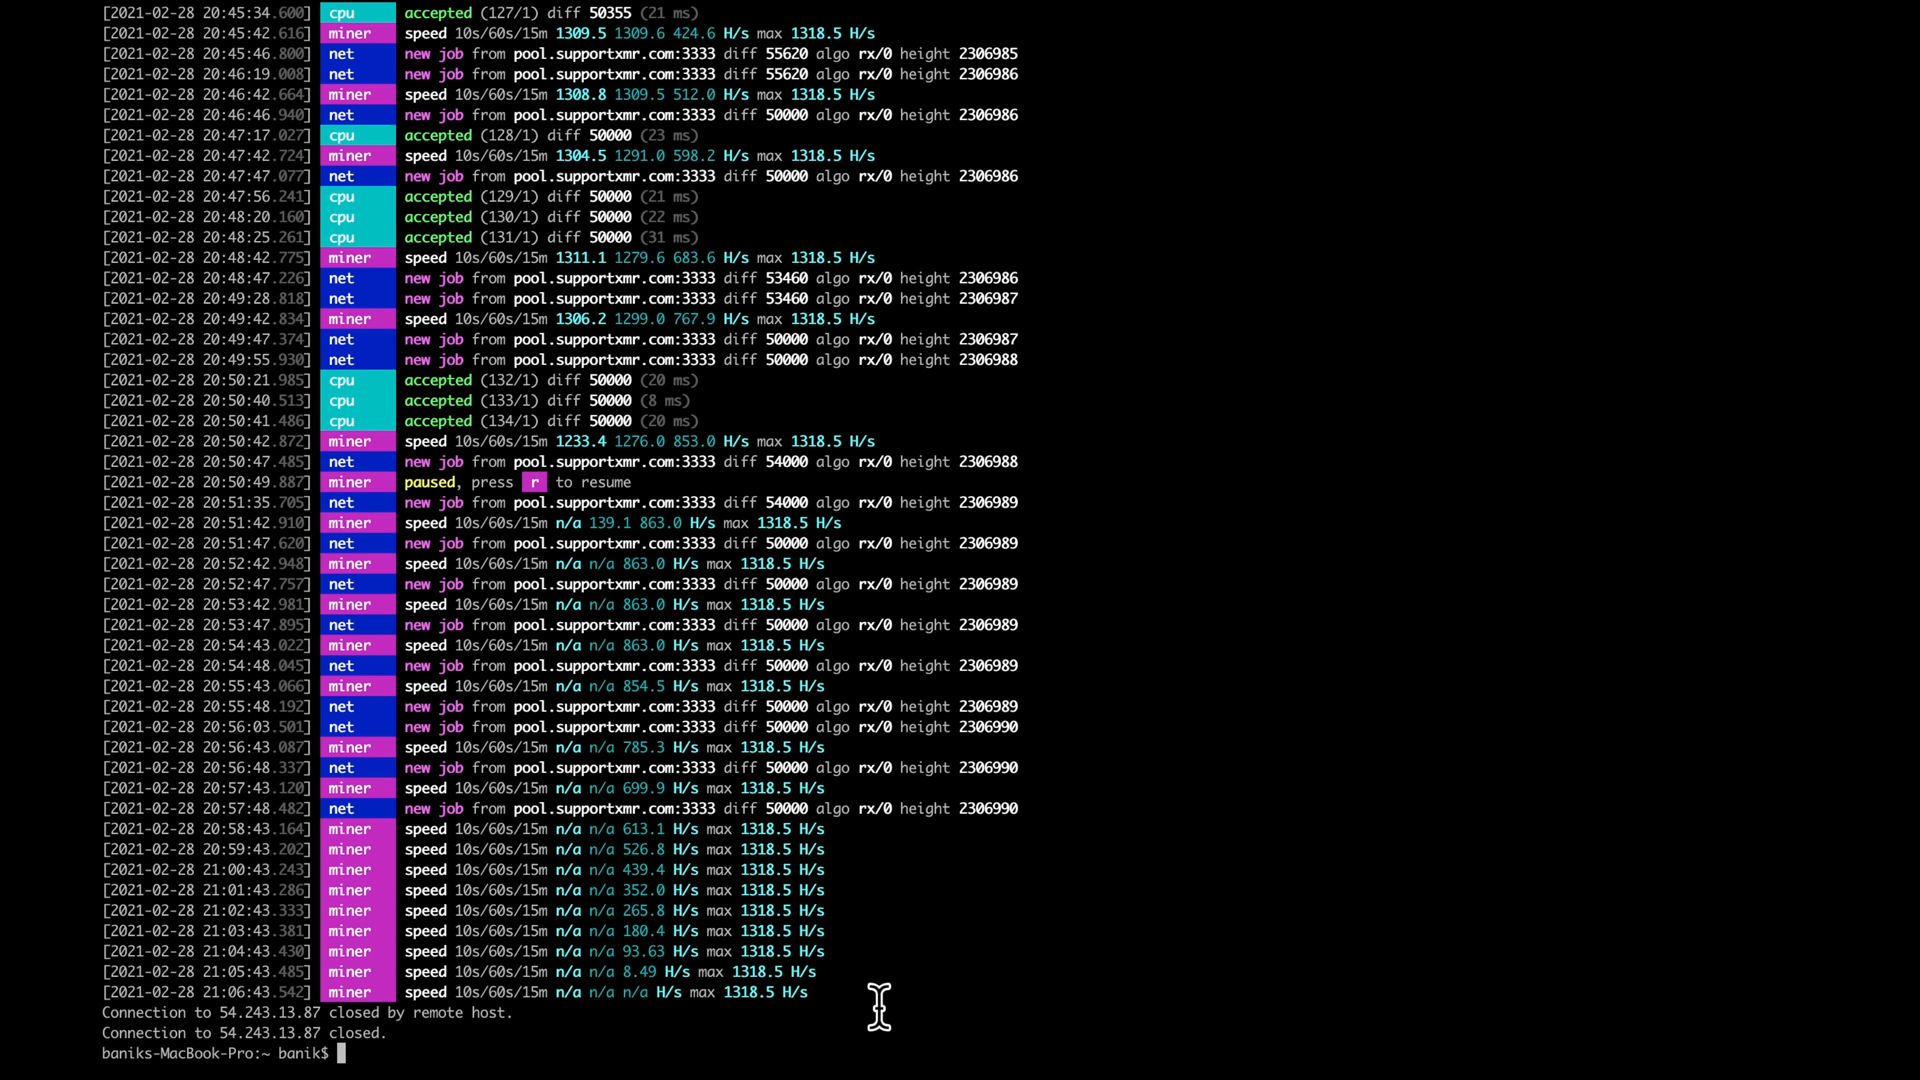 [2021-02-28 20:45:34.600] cpu accepted (127/1) diff 50355 (21 ms)
[2021-02-28 20:45:42.616] miner speed 10s/60s/15m 1309.5 1309.6 424.6 H/s max 1318.5 H/s
[2021-02-28 20:45:46.800] net new job from pool.supportxmr.com:3333 diff 55620 algo rx/0 height 2306985
[2021-02-28 20:46:19.008] net new job from pool.supportxmr.com:3333 diff 55620 algo rx/0 height 2306986
[2021-02-28 20:46:42.664] miner speed 10s/60s/15m 1308.8 1309.5 512.0 H/s max 1318.5 H/s
[2021-02-28 20:46:46.940] net new job from pool.supportxmr.com:3333 diff 50000 algo rx/0 height 2306986
[2021-02-28 20:47:17.027] cpu accepted (128/1) diff 50000 (23 ms)
[2021-02-28 20:47:42.724] miner speed 10s/60s/15m 1304.5 1291.0 598.2 H/s max 1318.5 H/s
[2021-02-28 20:47:47.077] net new job from pool.supportxmr.com:3333 diff 50000 algo rx/0 height 2306986
[2021-02-28 20:47:56.241] cpu accepted (129/1) diff 50000 (21 ms)
[2021-02-28 20:48:20.160] cpu accepted (130/1) diff 50000 (22 ms)
[2021-02-28 20:48:25.261] cpu accepted (131/1) diff 50000 (31 ms)
[2021-02-28 20:48:42.775] miner speed 10s/60s/15m 1311.1 1279.6 683.6 H/s max 1318.5 H/s
[2021-02-28 20:48:47.226] net new job from pool.supportxmr.com:3333 diff 53460 algo rx/0 height 2306986
[2021-02-28 20:49:28.818] net new job from pool.supportxmr.com:3333 diff 53460 algo rx/0 height 2306987
[2021-02-28 20:49:42.834] miner speed 10s/60s/15m 1306.2 1299.0 767.9 H/s max 1318.5 H/s
[2021-02-28 20:49:47.374] net new job from pool.supportxmr.com:3333 diff 50000 algo rx/0 height 2306987
[2021-02-28 20:49:55.930] net new job from pool.supportxmr.com:3333 diff 50000 algo rx/0 height 2306988
[2021-02-28 20:50:21.985] cpu accepted (132/1) diff 50000 (20 ms)
[2021-02-28 20:50:40.513] cpu accepted (133/1) diff 50000 (8 ms)
[2021-02-28 20:50:41.486] cpu accepted (134/1) diff 50000 (20 ms)
[2021-02-28 20:50:42.872] miner speed 10s/60s/15m 1233.4 1276.0 853.0 H/s max 1318.5 H/s
[2021-02-28 20:50:47.485] net new job from pool.supportxmr.com:3333 diff 54000 algo rx/0 height 2306988
[2021-02-28 20:50:49.887] miner paused, press r to resume
[2021-02-28 20:51:35.705] net new job from pool.supportxmr.com:3333 diff 54000 algo rx/0 height 2306989
[2021-02-28 20:51:42.910] miner speed 10s/60s/15m n/a 139.1 863.0 H/s max 1318.5 H/s
[2021-02-28 20:51:47.620] net new job from pool.supportxmr.com:3333 diff 50000 algo rx/0 height 2306989
[2021-02-28 20:52:42.948] miner speed 10s/60s/15m n/a n/a 863.0 H/s max 1318.5 H/s
[2021-02-28 20:52:47.757] net new job from pool.supportxmr.com:3333 diff 50000 algo rx/0 height 2306989
[2021-02-28 20:53:42.981] miner speed 10s/60s/15m n/a n/a 863.0 H/s max 1318.5 H/s
[2021-02-28 20:53:47.895] net new job from pool.supportxmr.com:3333 diff 50000 algo rx/0 height 2306989
[2021-02-28 20:54:43.022] miner speed 10s/60s/15m n/a n/a 863.0 H/s max 1318.5 H/s
[2021-02-28 20:54:48.045] net new job from pool.supportxmr.com:3333 diff 50000 algo rx/0 height 2306989
[2021-02-28 20:55:43.066] miner speed 10s/60s/15m n/a n/a 854.5 H/s max 1318.5 H/s
[2021-02-28 20:55:48.192] net new job from pool.supportxmr.com:3333 diff 50000 algo rx/0 height 2306989
[2021-02-28 20:56:03.501] net new job from pool.supportxmr.com:3333 diff 50000 algo rx/0 height 2306990
[2021-02-28 20:56:43.087] miner speed 10s/60s/15m n/a n/a 785.3 H/s max 1318.5 H/s
[2021-02-28 20:56:48.337] net new job from pool.supportxmr.com:3333 diff 50000 algo rx/0 height 2306990
[2021-02-28 20:57:43.120] miner speed 10s/60s/15m n/a n/a 699.9 H/s max 1318.5 H/s
[2021-02-28 20:57:48.482] net new job from pool.supportxmr.com:3333 diff 50000 algo rx/0 height 2306990
[2021-02-28 20:58:43.164] miner speed 10s/60s/15m n/a n/a 613.1 H/s max 1318.5 H/s
[2021-02-28 20:59:43.202] miner speed 10s/60s/15m n/a n/a 526.8 H/s max 1318.5 H/s
[2021-02-28 21:00:43.243] miner speed 10s/60s/15m n/a n/a 439.4 H/s max 1318.5 H/s
[2021-02-28 21:01:43.286] miner speed 10s/60s/15m n/a n/a 352.0 H/s max 1318.5 H/s
[2021-02-28 21:02:43.333] miner speed 10s/60s/15m n/a n/a 265.8 H/s max 1318.5 H/s
[2021-02-28 21:03:43.381] miner speed 10s/60s/15m n/a n/a 180.4 H/s max 1318.5 H/s
[2021-02-28 21:04:43.430] miner speed 10s/60s/15m n/a n/a 93.63 H/s max 1318.5 H/s
[2021-02-28 21:05:43.485] miner speed 10s/60s/15m n/a n/a 8.49 H/s max 1318.5 H/s
[2021-02-28 21:06:43.542] miner speed 10s/60s/15m n/a n/a n/a H/s max 1318.5 H/s
Connection to 54.243.13.87 closed by remote host.
Connection to 54.243.13.87 closed.
baniks-MacBook-Pro:~ banik$